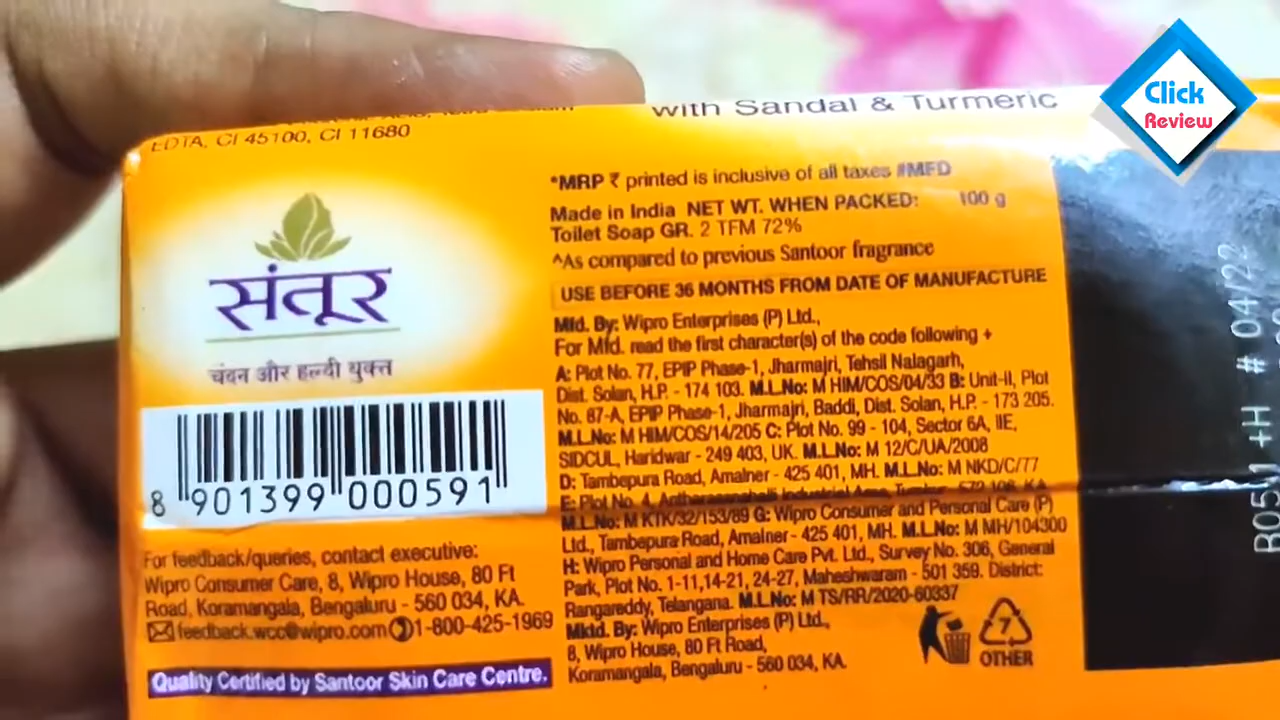 Click
Review
with Sandal & Turmeric
EDTA, CI 45100, CI 11680
संतूर
चंदन और हल्दी युक्त
8 901399 000591
For feedback/queries, contact executive:
Wipro Consumer Care, 8, Wipro House, 80 Ft
Road, Koramangala, Bengaluru - 560 034, KA.
feedback.wcc@wipro.com 1-800-425-1969
Quality Certified by Santoor Skin Care Centre.
*MRP ₹ printed is inclusive of all taxes #MFD
Made in India NET WT. WHEN PACKED: 100 g
Toilet Soap GR. 2 TFM 72%
^As compared to previous Santoor fragrance
USE BEFORE 36 MONTHS FROM DATE OF MANUFACTURE
Mfd. By: Wipro Enterprises (P) Ltd.,
For Mfd. read the first character(s) of the code following +
A: Plot No. 77, EPIP Phase-1, Jharmajri, Tehsil Nalagarh,
Dist. Solan, H.P. - 174 103. M.L.No: M HIM/COS/04/33 B: Unit-II, Plot
No. 87-A, EPIP Phase-1, Jharmajri, Baddi, Dist. Solan, H.P. - 173 205.
M.L.No: M HIM/COS/14/205 C: Plot No. 99 - 104, Sector 6A, IIE,
SIDCUL, Haridwar - 249 403, UK. M.L.No: M 12/C/UA/2008
D: Tambepura Road, Amalner - 425 401, MH. M.L.No: M NKD/C/77
E: Plot No. 4, Industrial Area,
M.L.No: M KTK/32/153/89 G: Wipro Consumer and Personal Care (P)
Ltd., Tambepura Road, Amalner - 425 401, MH. M.L.No: M MH/104300
H: Wipro Personal and Home Care Pvt. Ltd., Survey No. 306, General
Park, Plot No. 1-11,14-21, 24-27, Maheshwaram - 501 359. District:
Rangareddy, Telangana. M.L.No: M TS/RR/2020-60337
Mktd. By: Wipro Enterprises (P) Ltd.,
8, Wipro House, 80 Ft Road,
Koramangala, Bengaluru - 560 034, KA.
7
OTHER
+H # 04/22